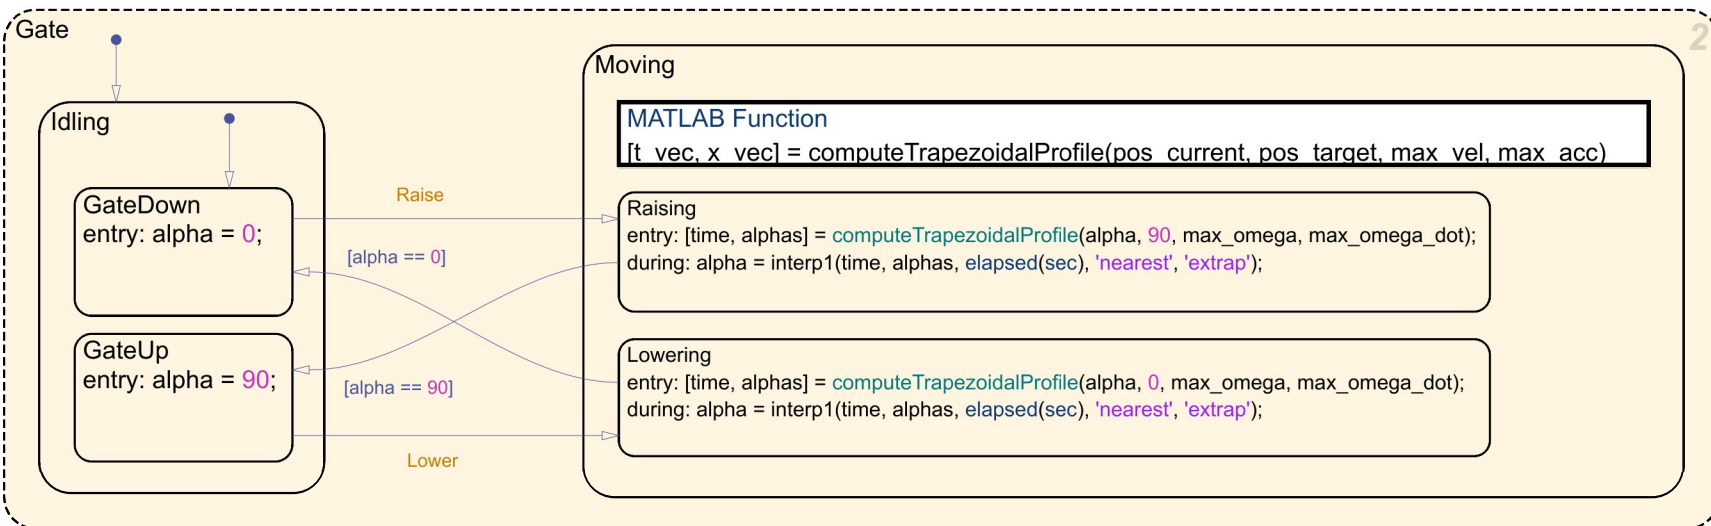 Gate
2
Moving
Idling
MATLAB Function
[t_vec, x_vec] = computeTrapezoidalProfile(pos_current, pos_target, max_vel, max_acc)
GateDown
entry: alpha = 0;
Raise
[alpha == 0]
Raising
entry: [time, alphas] = computeTrapezoidalProfile(alpha, 90, max_omega, max_omega_dot);
during: alpha = interp1(time, alphas, elapsed(sec), 'nearest', 'extrap');
GateUp
entry: alpha = 90;
[alpha == 90]
Lower
Lowering
entry: [time, alphas] = computeTrapezoidalProfile(alpha, 0, max_omega, max_omega_dot);
during: alpha = interp1(time, alphas, elapsed(sec), 'nearest', 'extrap');